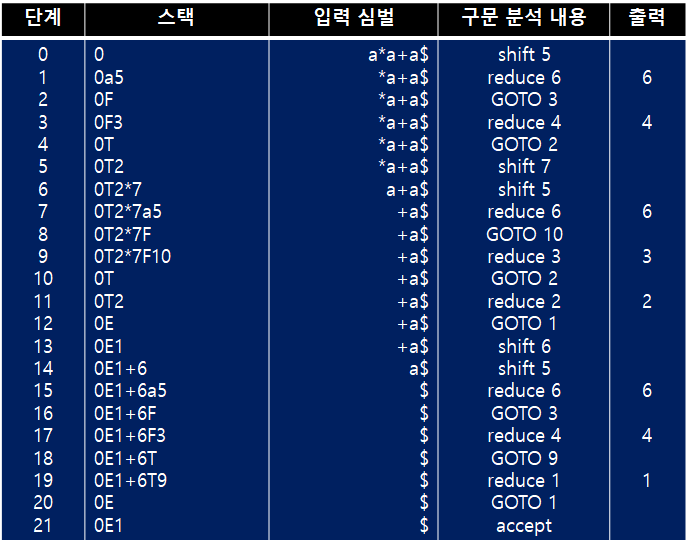 단계 스택 입력 심벌 구문 분석 내용 출력
0 0 a*a+a$ shift 5
1 0a5 *a+a$ reduce 6 6
2 0F *a+a$ GOTO 3
3 0F3 *a+a$ reduce 4 4
4 0T *a+a$ GOTO 2
5 0T2 *a+a$ shift 7
6 0T2*7 a+a$ shift 5
7 0T2*7a5 +a$ reduce 6 6
8 0T2*7F +a$ GOTO 10
9 0T2*7F10 +a$ reduce 3 3
10 0T +a$ GOTO 2
11 0T2 +a$ reduce 2 2
12 0E +a$ GOTO 1
13 0E1 +a$ shift 6
14 0E1+6 a$ shift 5
15 0E1+6a5 $ reduce 6 6
16 0E1+6F $ GOTO 3
17 0E1+6F3 $ reduce 4 4
18 0E1+6T $ GOTO 9
19 0E1+6T9 $ reduce 1 1
20 0E $ GOTO 1
21 0E1 $ accept